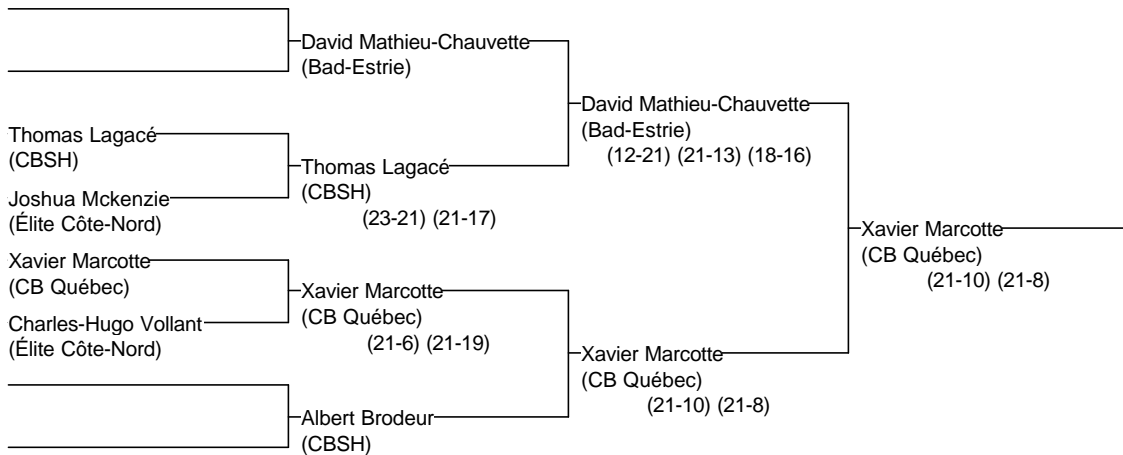 David Mathieu-Chauvette
(Bad-Estrie)
David Mathieu-Chauvette
(Bad-Estrie)
(12-21) (21-13) (18-16)
Thomas Lagacé
(CBSH)
Thomas Lagacé
(CBSH)
(23-21) (21-17)
Joshua Mckenzie
(Élite Côte-Nord)
Xavier Marcotte
(CB Québec)
(21-10) (21-8)
Xavier Marcotte
(CB Québec)
Xavier Marcotte
(CB Québec)
(21-6) (21-19)
Charles-Hugo Vollant
(Élite Côte-Nord)
Xavier Marcotte
(CB Québec)
(21-10) (21-8)
Albert Brodeur
(CBSH)